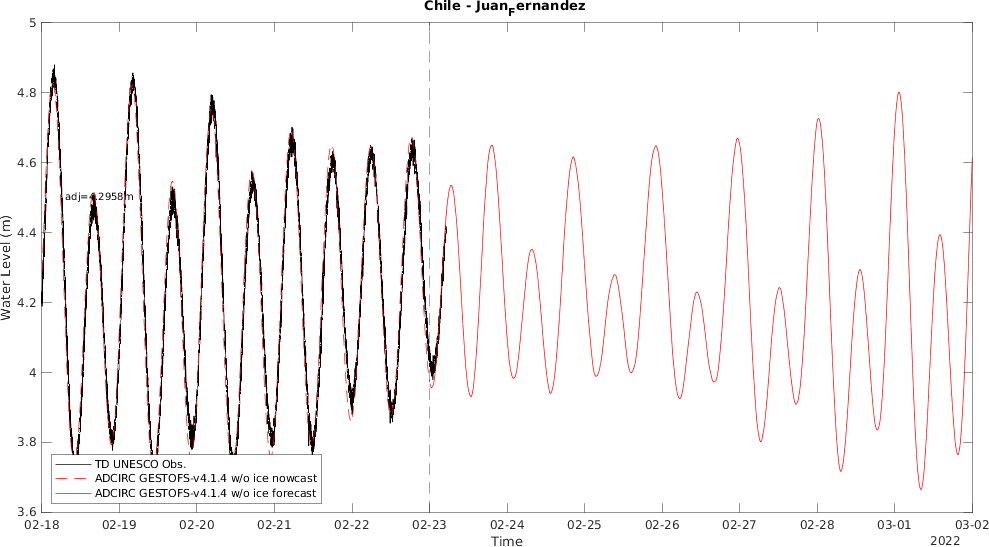 Chile - JuanFernandez
5
4.8
4.6
4.4
4.2
4
3.8
3.6
Water Level (m)
adj=4.2958m
TD UNESCO Obs.
ADCIRC GESTOFS-v4.1.4 w/o ice nowcast
ADCIRC GESTOFS-v4.1.4 w/o ice forecast
02-18 02-19 02-20 02-21 02-22 02-23 02-24 02-25 02-26 02-27 02-28 03-01 03-02
Time
2022